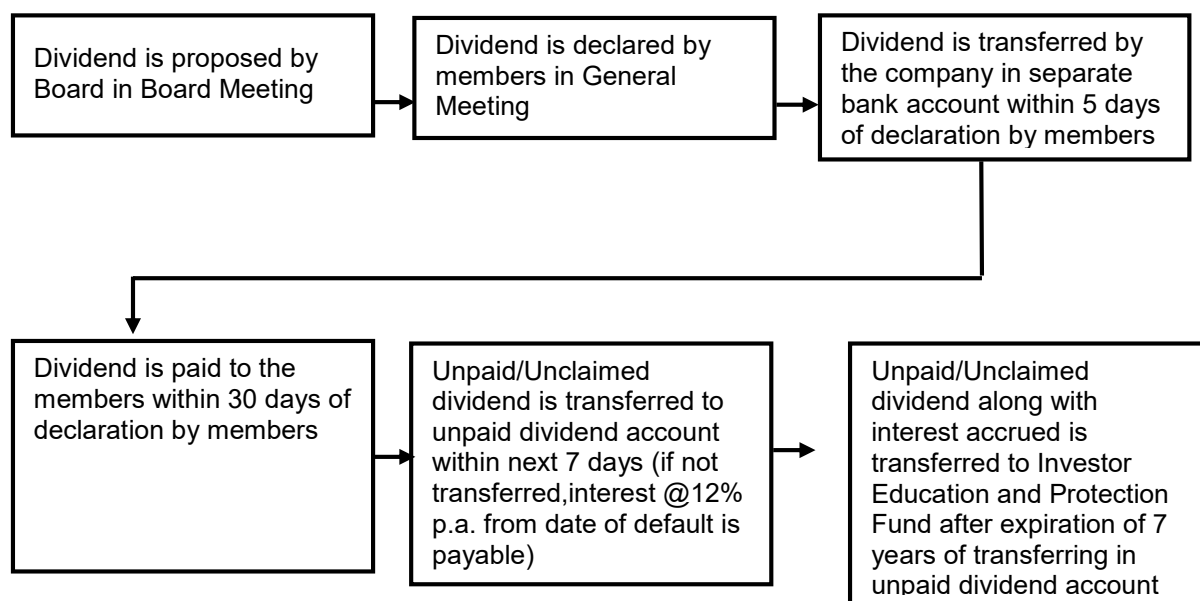 Dividend is proposed by
Board in Board Meeting
Dividend is declared by
members in General
Meeting
Dividend is transferred by
the company in separate
bank account within 5 days
of declaration by members
Dividend is paid to the
members within 30 days of
declaration by members
Unpaid/Unclaimed
dividend is transferred to
unpaid dividend account
within next 7 days (if not
transferred,interest @12%
p.a. from date of default is
payable)
Unpaid/Unclaimed
dividend along with
interest accrued is
transferred to Investor
Education and Protection
Fund after expiration of 7
years of transferring in
unpaid dividend account